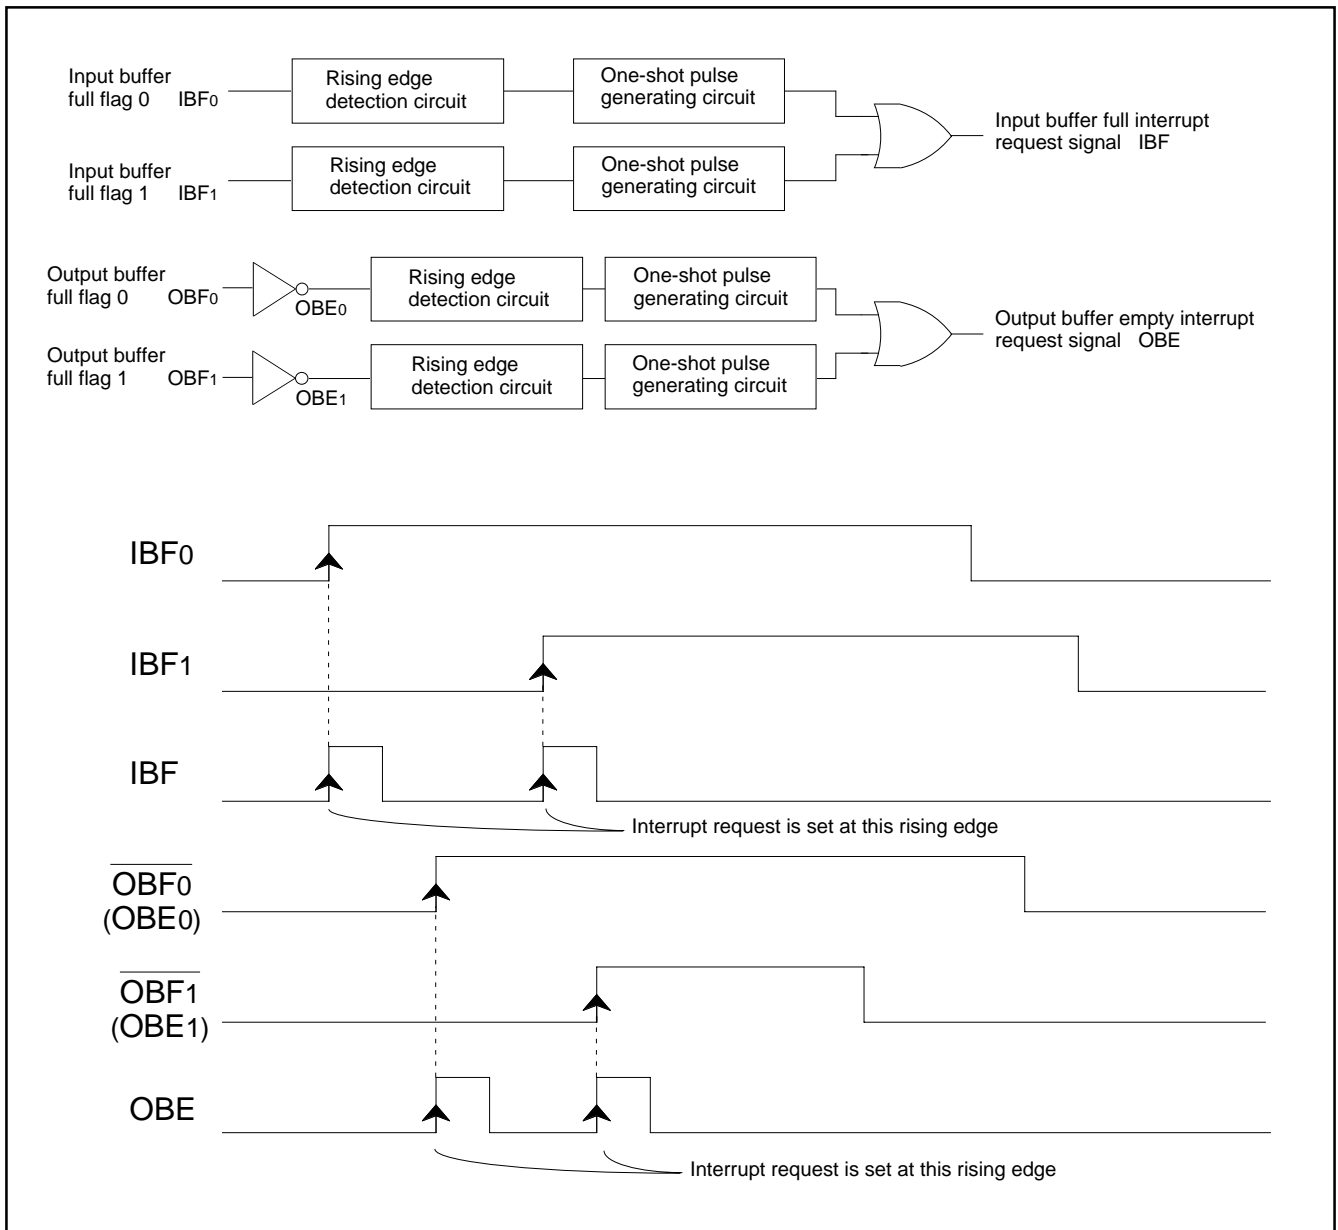 Input buffer
full flag 0 IBF0
Rising edge
detection circuit
One-shot pulse
generating circuit
Input buffer full interrupt
request signal IBF
Input buffer
full flag 1 IBF1
Rising edge
detection circuit
One-shot pulse
generating circuit
Output buffer
full flag 0 OBF0
OBE0
Rising edge
detection circuit
One-shot pulse
generating circuit
Output buffer empty interrupt
request signal OBE
Output buffer
full flag 1 OBF1
OBE1
Rising edge
detection circuit
One-shot pulse
generating circuit
IBF0
IBF1
IBF
Interrupt request is set at this rising edge
OBF0
(OBE0)
OBF1
(OBE1)
OBE
Interrupt request is set at this rising edge